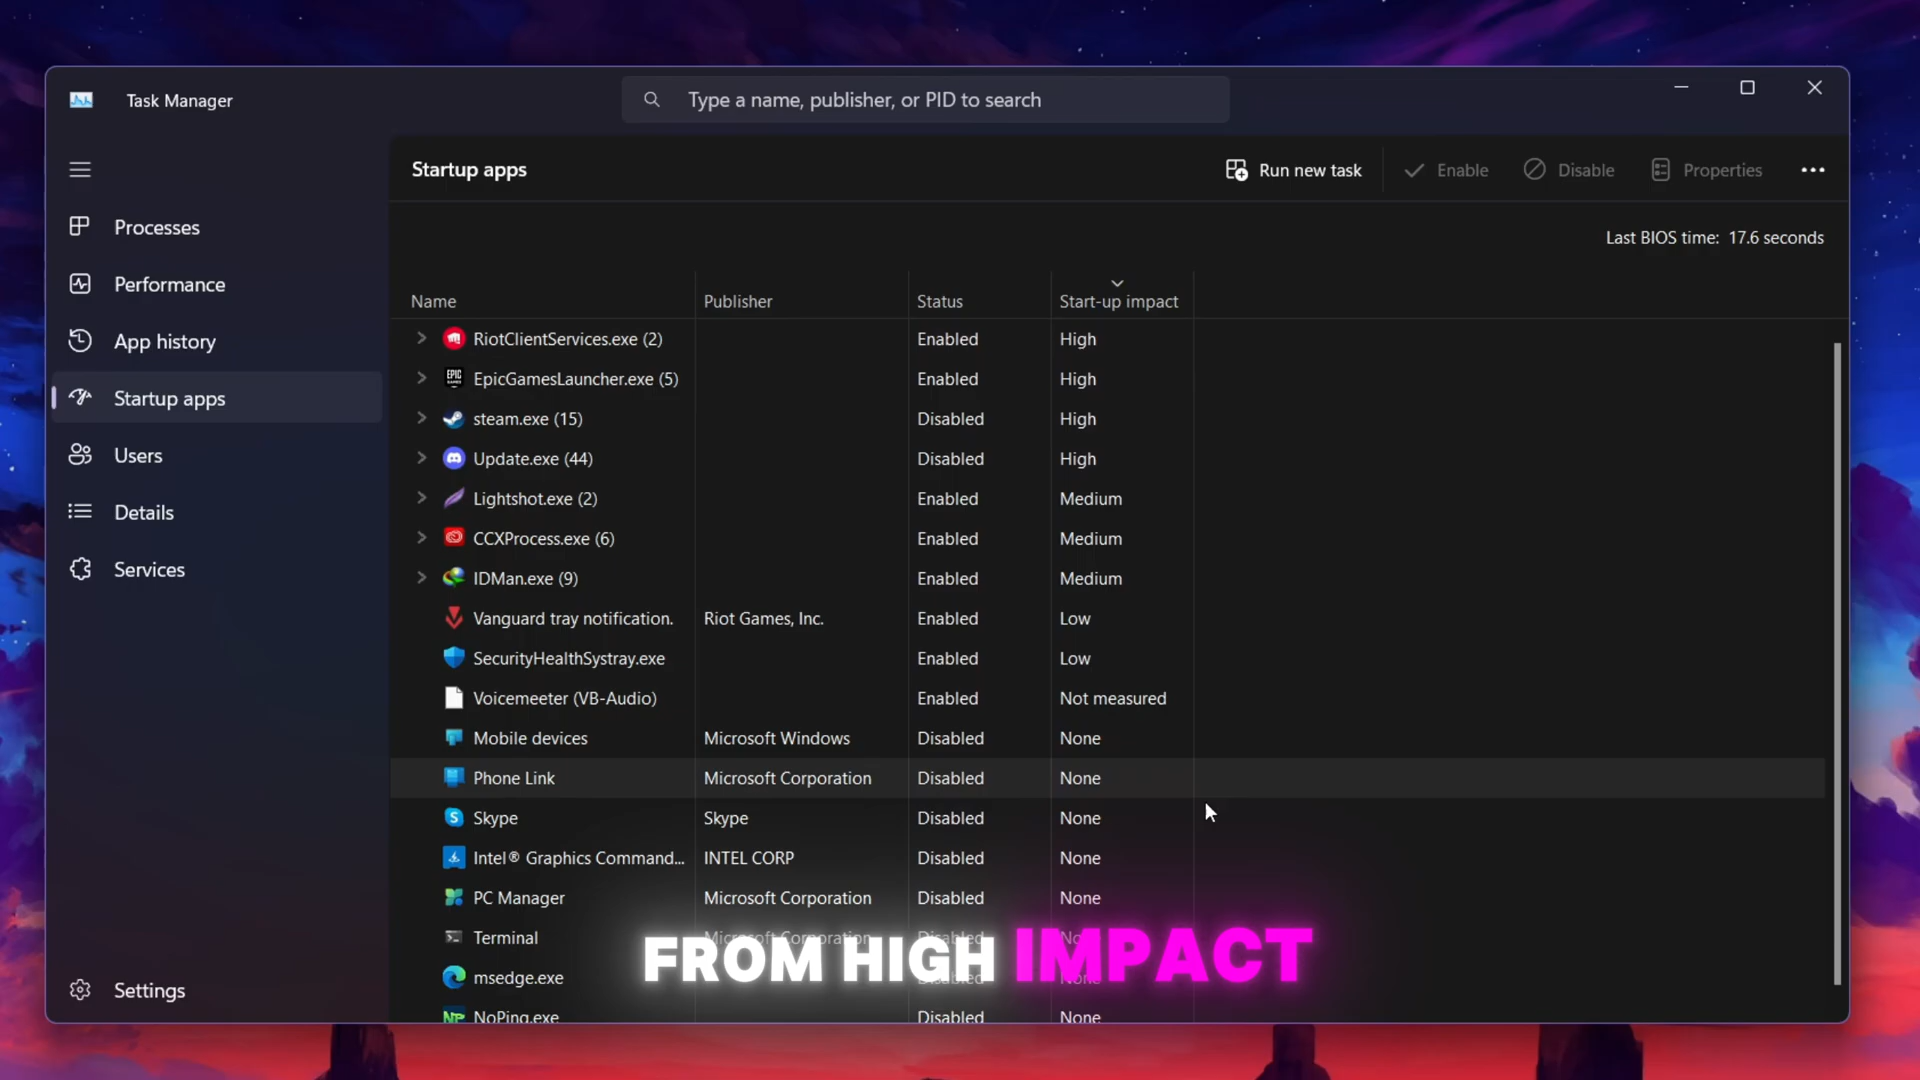 Task Manager
Type a name, publisher, or PID to search
Startup apps
Run new task
Enable
Disable
Properties
Last BIOS time: 17.6 seconds
Processes
Performance
App history
Startup apps
Users
Details
Services
Settings
Name Publisher Status Start-up impact
RiotClientServices.exe (2) Enabled High
EPIC GAMES EpicGamesLauncher.exe (5) Enabled High
steam.exe (15) Disabled High
Update.exe (44) Disabled High
Lightshot.exe (2) Enabled Medium
CCXProcess.exe (6) Enabled Medium
IDMan.exe (9) Enabled Medium
Vanguard tray notification. Riot Games, Inc. Enabled Low
SecurityHealthSystray.exe Enabled Low
Voicemeeter (VB-Audio) Enabled Not measured
Mobile devices Microsoft Windows Disabled None
Phone Link Microsoft Corporation Disabled None
Skype Skype Disabled None
Intel® Graphics Command... INTEL CORP Disabled None
PC Manager Microsoft Corporation Disabled None
Terminal Microsoft Corporation Disabled
msedge.exe
NoPing.exe Disabled None
FROM HIGH IMPACT